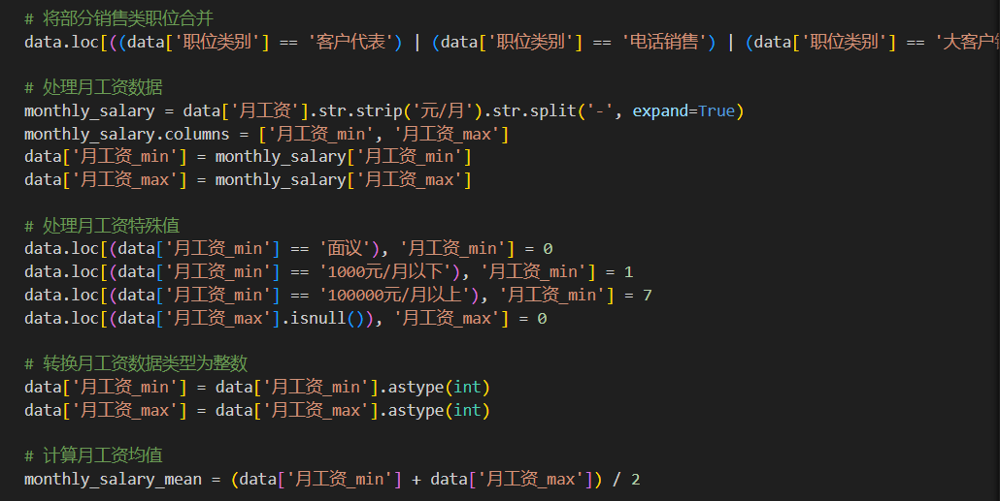 # 将部分销售类职位合并
data.loc[((data['职位类别'] == '客户代表') | (data['职位类别'] == '电话销售') | (data['职位类别'] == '大客户
# 处理月工资数据
monthly_salary = data['月工资'].str.strip('元/月').str.split('-', expand=True)
monthly_salary.columns = ['月工资_min', '月工资_max']
data['月工资_min'] = monthly_salary['月工资_min']
data['月工资_max'] = monthly_salary['月工资_max']
# 处理月工资特殊值
data.loc[(data['月工资_min'] == '面议'), '月工资_min'] = 0
data.loc[(data['月工资_min'] == '1000元/月以下'), '月工资_min'] = 1
data.loc[(data['月工资_min'] == '100000元/月以上'), '月工资_min'] = 7
data.loc[(data['月工资_max'].isnull()), '月工资_max'] = 0
# 转换月工资数据类型为整数
data['月工资_min'] = data['月工资_min'].astype(int)
data['月工资_max'] = data['月工资_max'].astype(int)
# 计算月工资均值
monthly_salary_mean = (data['月工资_min'] + data['月工资_max']) / 2